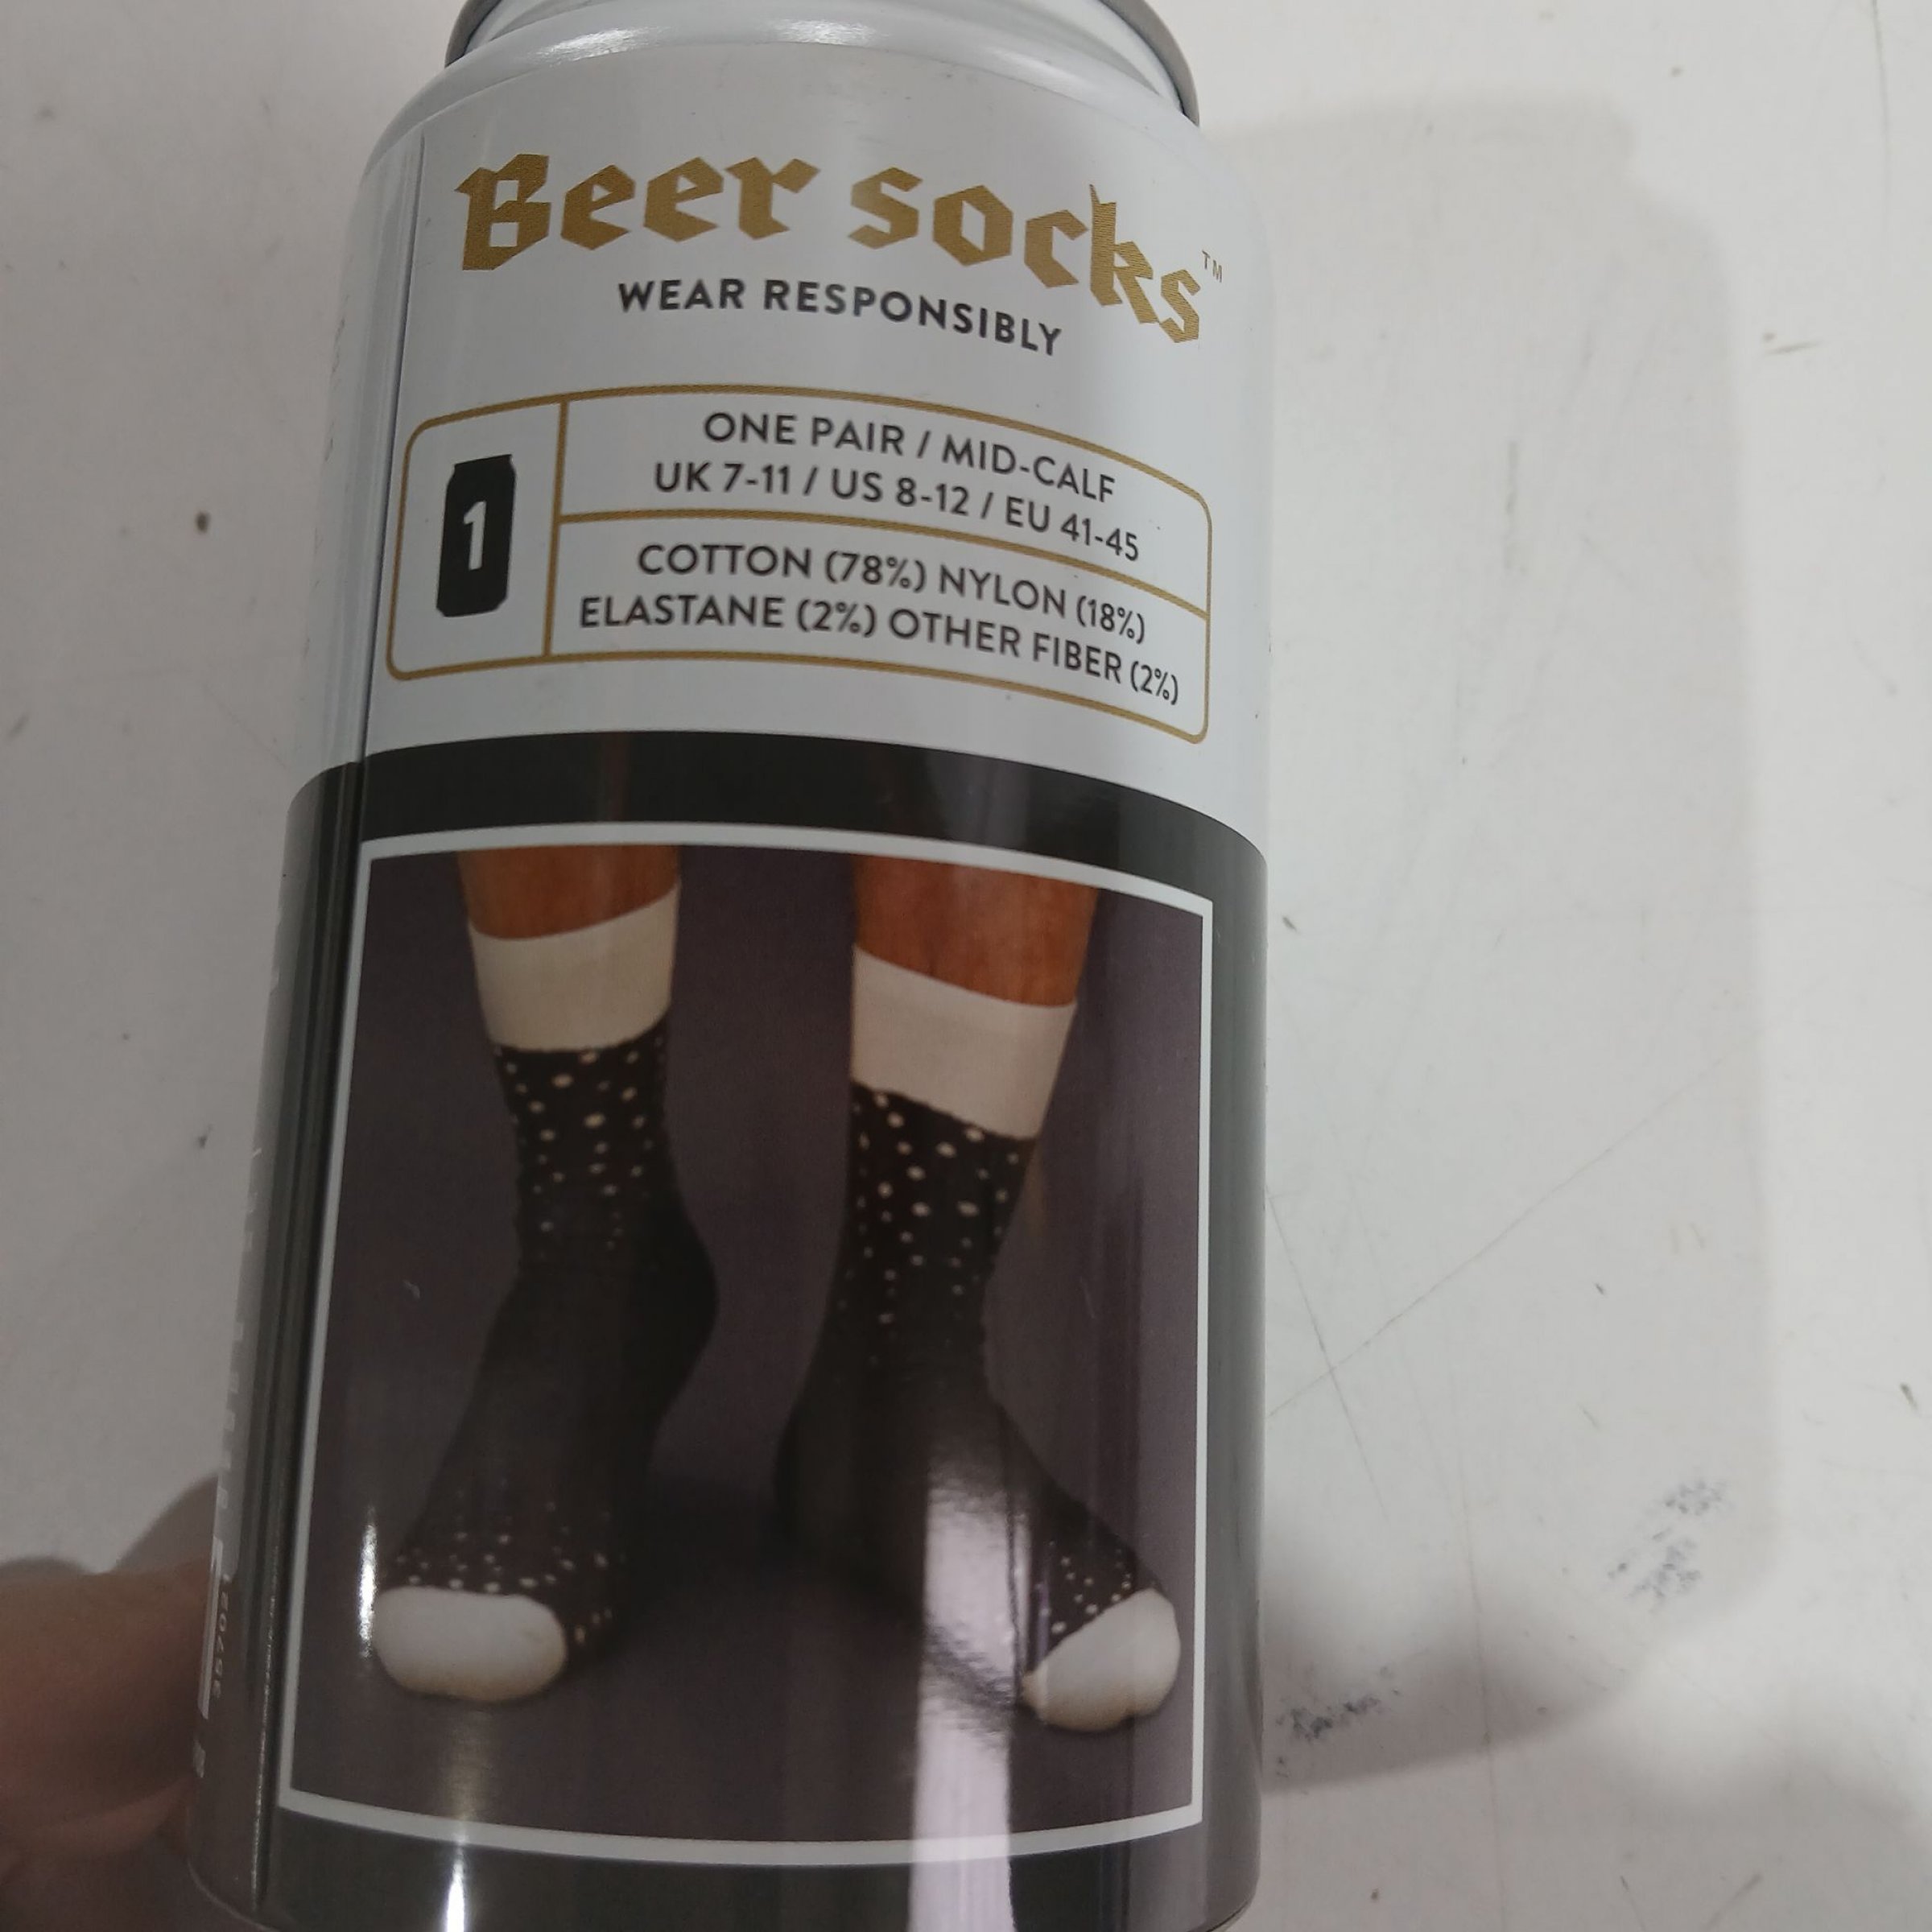 Beer socks™
WEAR RESPONSIBLY
1
ONE PAIR / MID-CALF
UK 7-11 / US 8-12 / EU 41-45
COTTON (78%) NYLON (18%)
ELASTANE (2%) OTHER FIBER (2%)